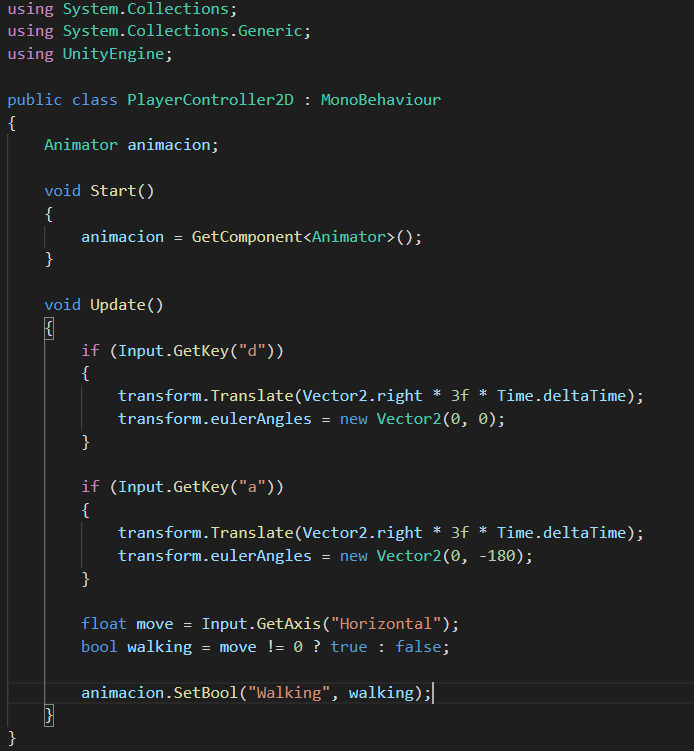 using System.Collections;
using System.Collections.Generic;
using UnityEngine;

public class PlayerController2D : MonoBehaviour
{
    Animator animacion;

    void Start()
    {
        animacion = GetComponent<Animator>();
    }

    void Update()
    {
        if (Input.GetKey("d"))
        {
            transform.Translate(Vector2.right * 3f * Time.deltaTime);
            transform.eulerAngles = new Vector2(0, 0);
        }

        if (Input.GetKey("a"))
        {
            transform.Translate(Vector2.right * 3f * Time.deltaTime);
            transform.eulerAngles = new Vector2(0, -180);
        }

        float move = Input.GetAxis("Horizontal");
        bool walking = move != 0 ? true : false;

        animacion.SetBool("Walking", walking);
    }
}